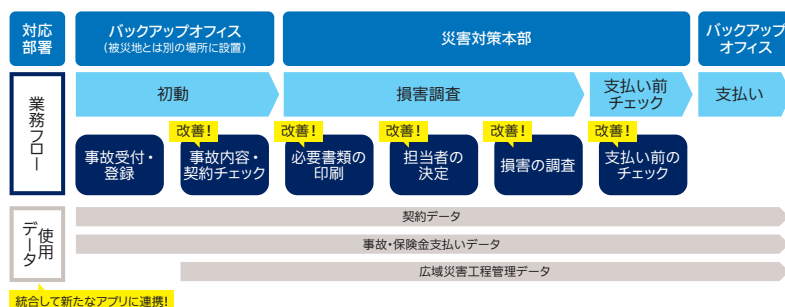 対応
部署
バックアップオフィス
(被災地とは別の場所に設置)
災害対策本部
バックアップ
オフィス
業務フロー
初動
損害調査
支払い前
チェック
支払い
改善!
改善!
改善!
改善!
改善!
事故受付・
登録
事故内容・
契約チェック
必要書類の
印刷
担当者の
決定
損害の調査
支払い前の
チェック
使用
データ
契約データ
事故・保険金支払いデータ
広域災害工程管理データ
統合して新たなアプリに連携!